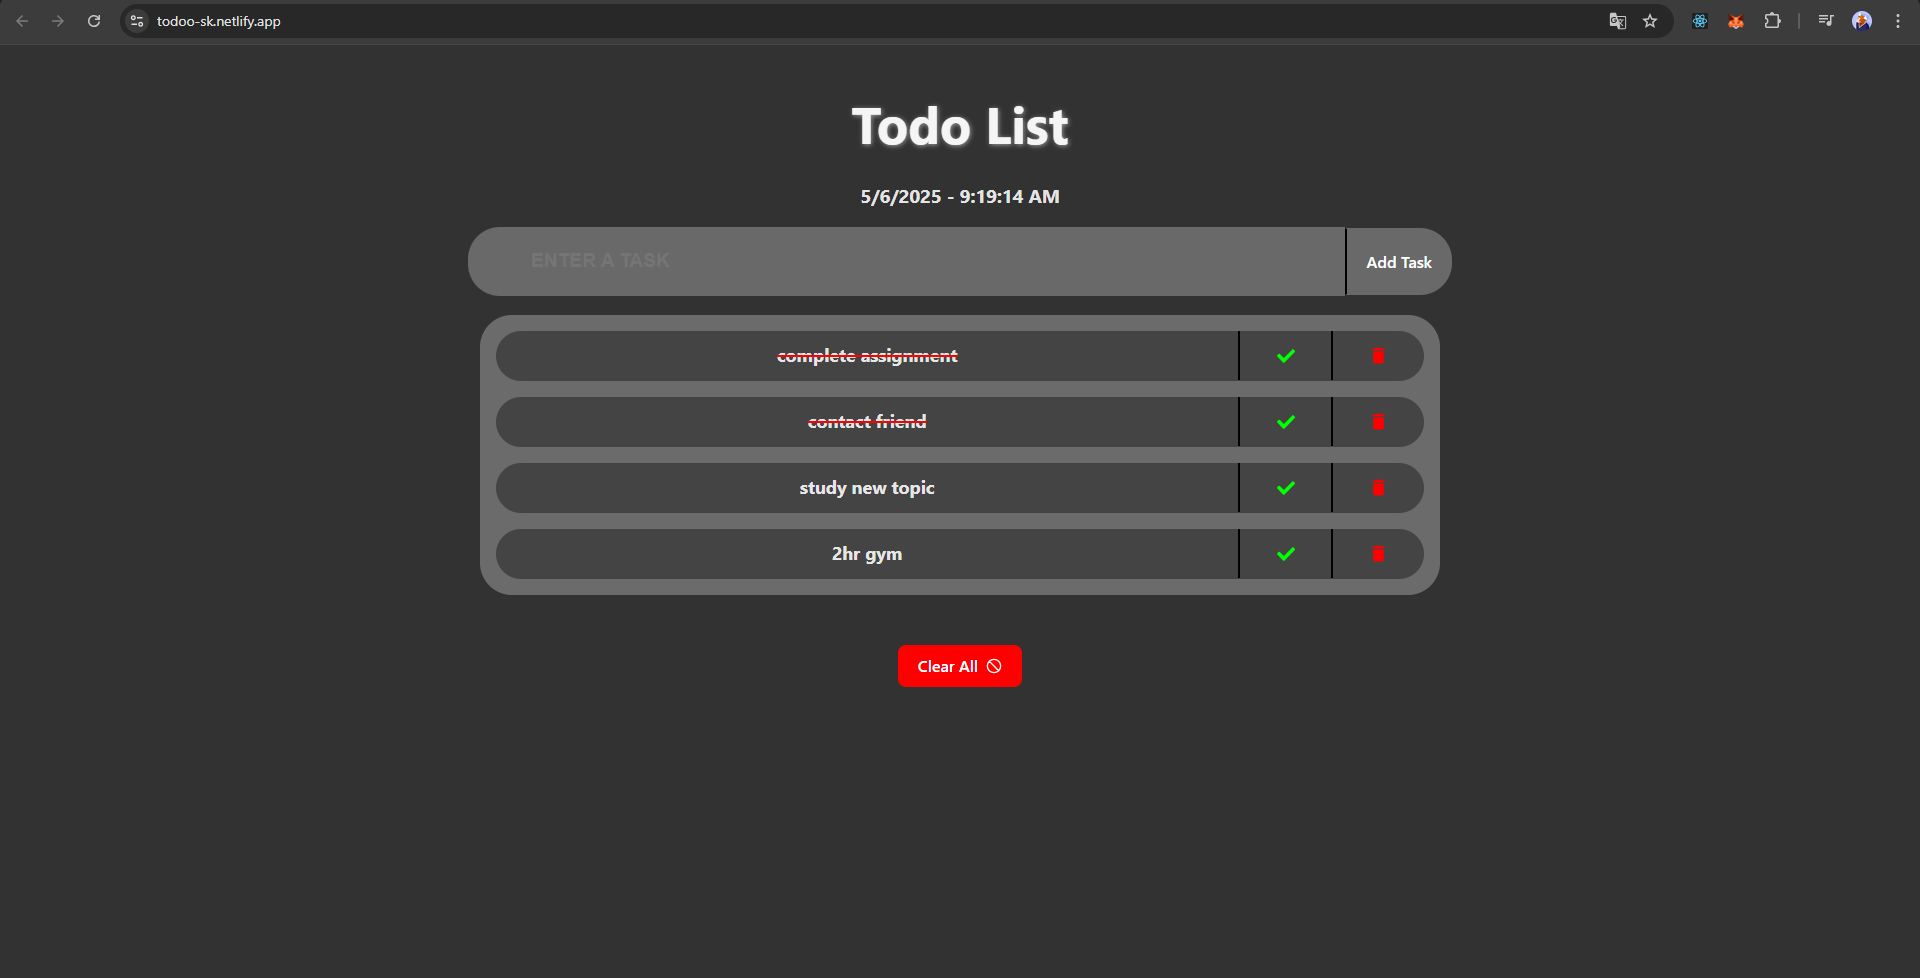 todoo-sk.netlify.app
Todo List
5/6/2025 - 9:19:14 AM
ENTER A TASK
Add Task
complete assignment
contact friend
study new topic
2hr gym
Clear All